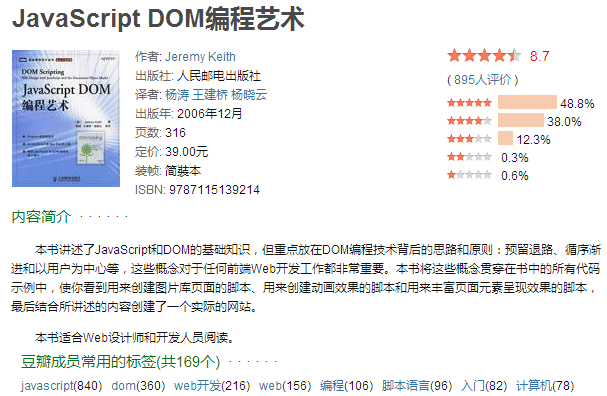 JavaScript DOM编程艺术
DOM Scripting
JavaScript DOM
编程艺术
作者: Jeremy Keith
出版社: 人民邮电出版社
译者: 杨涛 王建桥 杨晓云
出版年: 2006年12月
页数: 316
定价: 39.00元
装帧: 简裝本
ISBN: 9787115139214
8.7
( 895人评价 )
48.8%
38.0%
12.3%
0.3%
0.6%
内容简介 · · · · · ·
本书讲述了JavaScript和DOM的基础知识，但重点放在DOM编程技术背后的思路和原则：预留退路、循序渐
进和以用户为中心等，这些概念对于任何前端Web开发工作都非常重要。本书将这些概念贯穿在书中的所有代码
示例中，使你看到用来创建图片库页面的脚本、用来创建动画效果的脚本和用来丰富页面元素呈现效果的脚本，
最后结合所讲述的内容创建了一个实际的网站。
本书适合Web设计师和开发人员阅读。
豆瓣成员常用的标签(共169个) · · · · · ·
javascript(840) dom(360) web开发(216) web(156) 编程(106) 脚本语言(96) 入门(82) 计算机(78)